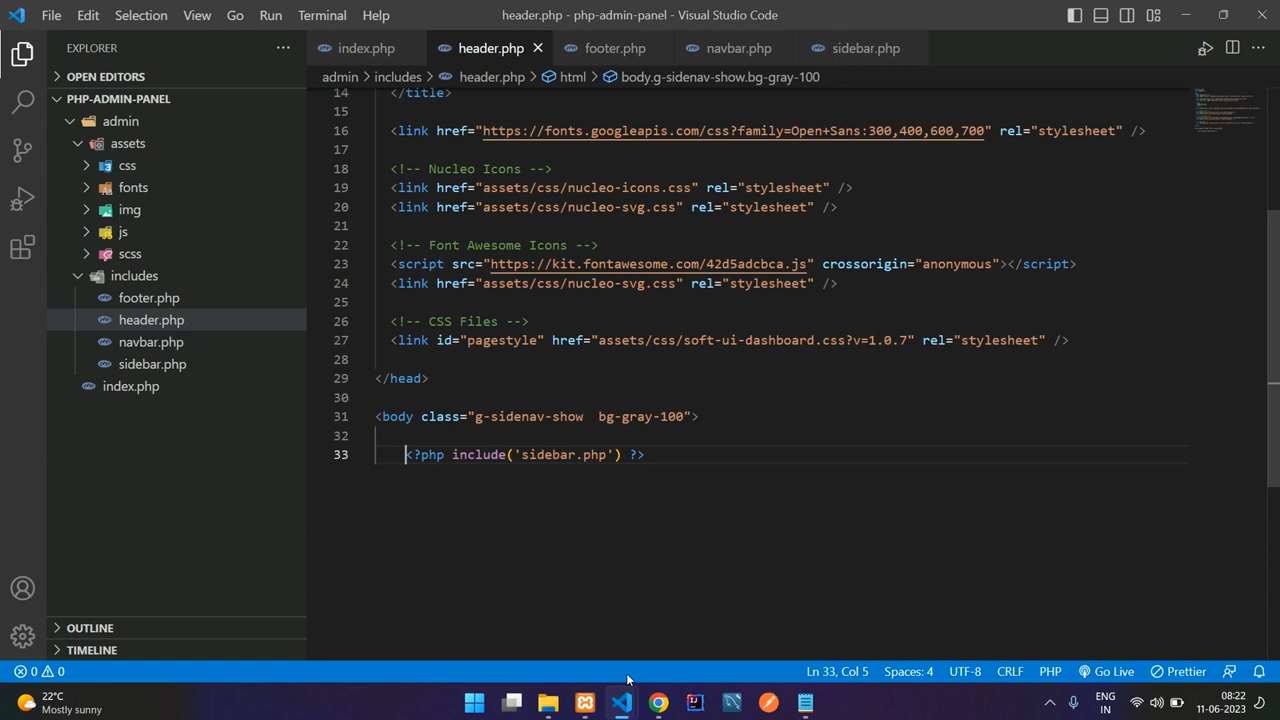 File Edit Selection View Go Run Terminal Help header.php - php-admin-panel - Visual Studio Code
EXPLORER
index.php header.php footer.php navbar.php sidebar.php
OPEN EDITORS
admin > includes > header.php > html > body.g-sidenav-show.bg-gray-100
PHP-ADMIN-PANEL
admin
assets
css
fonts
img
js
scss
includes
footer.php
header.php
navbar.php
sidebar.php
index.php
14 </title>
15
16 <link href="https://fonts.googleapis.com/css?family=Open+Sans:300,400,600,700" rel="stylesheet" />
17
18 <!-- Nucleo Icons -->
19 <link href="assets/css/nucleo-icons.css" rel="stylesheet" />
20 <link href="assets/css/nucleo-svg.css" rel="stylesheet" />
21
22 <!-- Font Awesome Icons -->
23 <script src="https://kit.fontawesome.com/42d5adcbca.js" crossorigin="anonymous"></script>
24 <link href="assets/css/nucleo-svg.css" rel="stylesheet" />
25
26 <!-- CSS Files -->
27 <link id="pagestyle" href="assets/css/soft-ui-dashboard.css?v=1.0.7" rel="stylesheet" />
28
29 </head>
30
31 <body class="g-sidenav-show  bg-gray-100">
32
33 <?php include('sidebar.php') ?>
OUTLINE
TIMELINE
0 0 Ln 33, Col 5 Spaces: 4 UTF-8 CRLF PHP Go Live Prettier
22°C
Mostly sunny
ENG
IN
08:22
11-06-2023